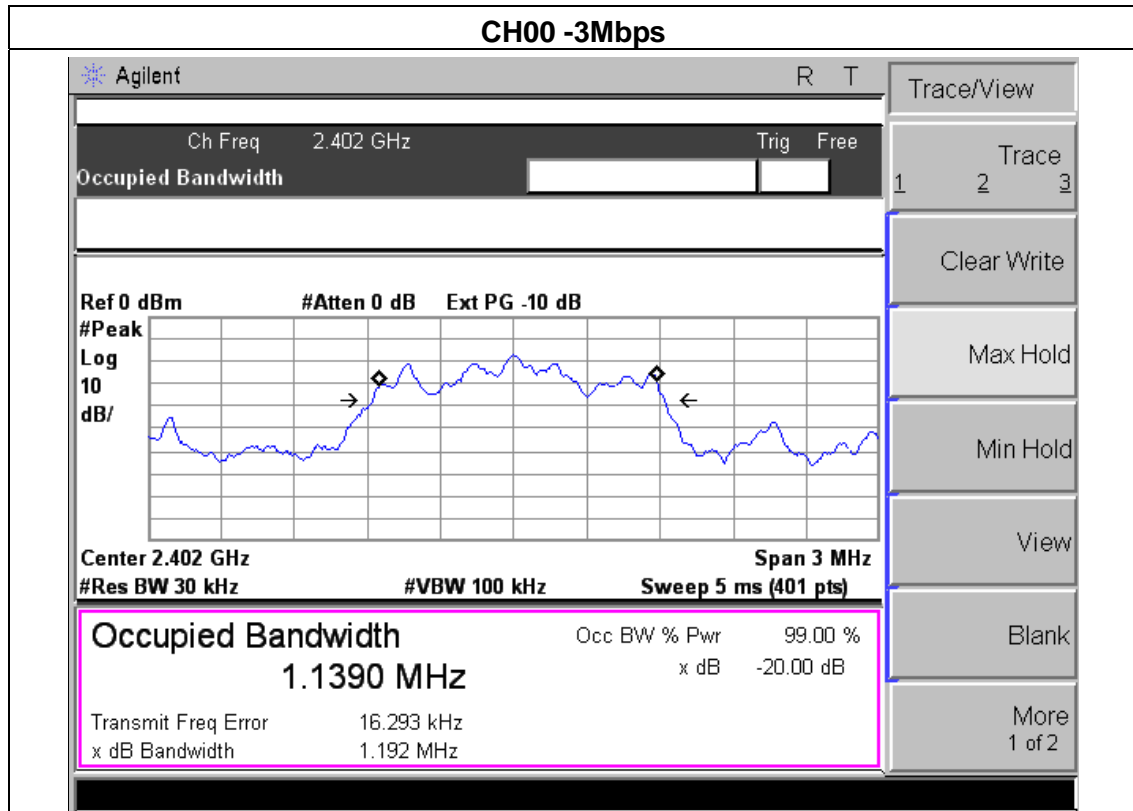 CH00 -3Mbps
Agilent R T
Trace/View
Ch Freq 2.402 GHz Trig Free
Occupied Bandwidth
Trace
1 2 3
Clear Write
Ref 0 dBm #Atten 0 dB Ext PG -10 dB
#Peak
Log
10
dB/
Max Hold
Min Hold
Center 2.402 GHz Span 3 MHz
#Res BW 30 kHz #VBW 100 kHz Sweep 5 ms (401 pts)
View
Occupied Bandwidth Occ BW % Pwr 99.00 %
1.1390 MHz x dB -20.00 dB
Blank
Transmit Freq Error 16.293 kHz
x dB Bandwidth 1.192 MHz
More
1 of 2